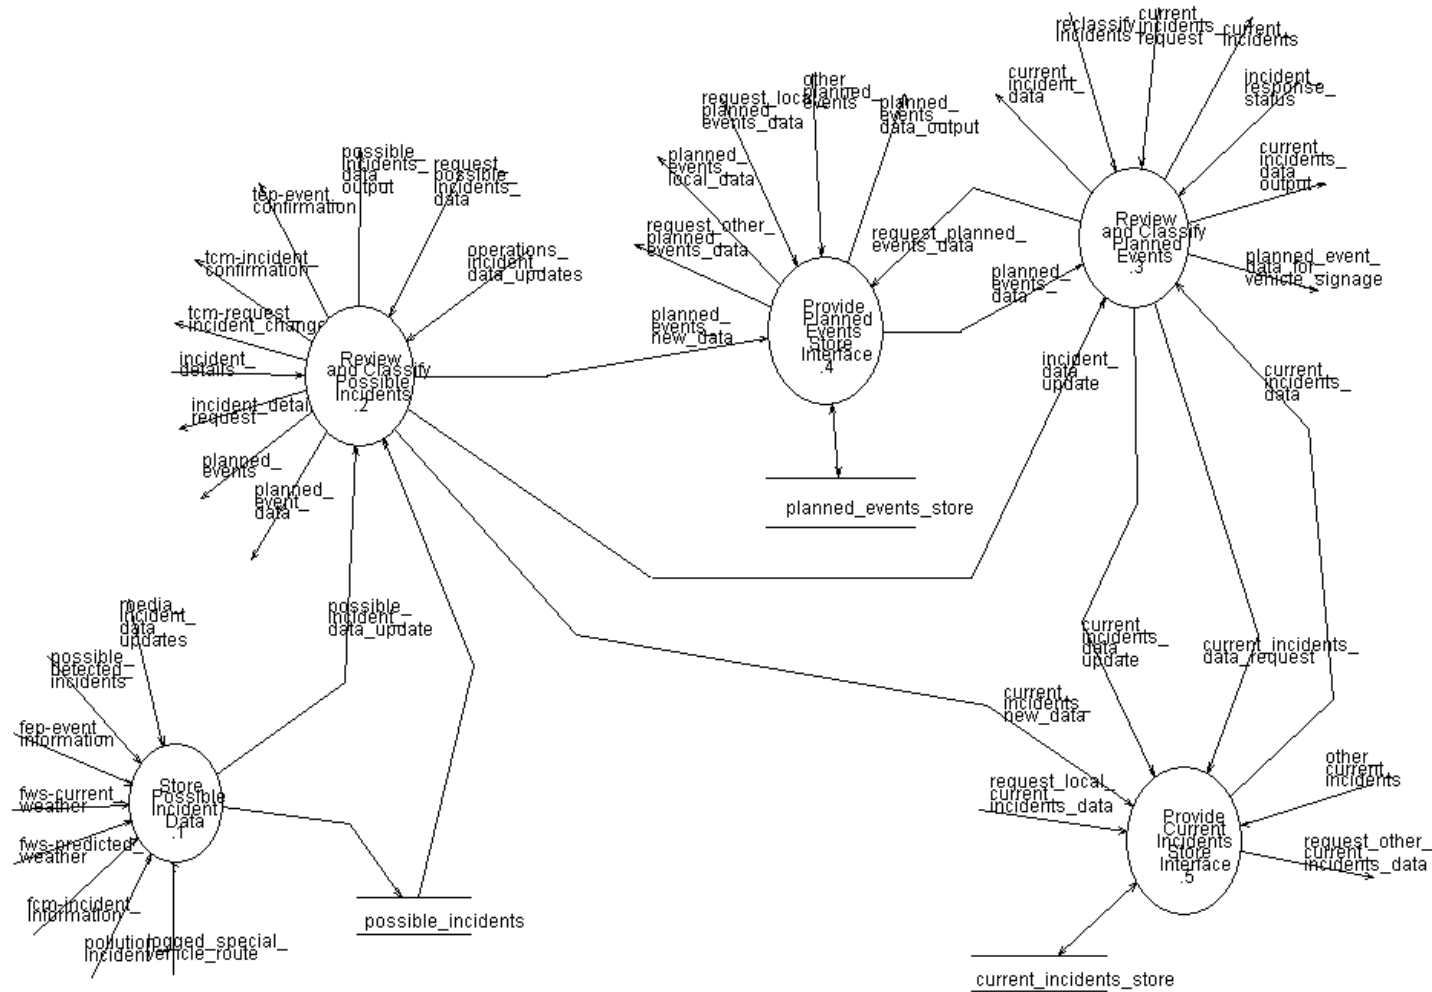 reclassify_
incidents
current_
incidents_
request
current_
incidents
current_
incident_
data
incident_
response_
status
other_
planned_
events
request_local_
planned_
events_data
planned_
events_
data_output
planned_
events_
local_data
request_other_
planned_
events_data
possible_
incidents_
data_
output
request_
possible_
incidents_
data
fep-event_
confirmation
tcm-incident_
confirmation
operations_
incident_
data_updates
tcm-request_
incident_change
incident_
details
incident_detail
request
planned_
events
planned_
event_
data
Review
and Classify
Possible
Incidents
.2
planned_
events_
new_data
Provide
Planned
Events
Store
Interface
.4
request_planned_
events_data
planned_
events_
data
Review
and Classify
Planned
Events
.3
current_
incidents_
data_
output
planned_event_
data_for_
vehicle_signage
incident_
data_
update
current_
incidents_
data
planned_events_store
media_
incident_
data_
updates
possible_
incident_
data_update
possible_
detected_
incidents
fep-event_
information
fws-current_
weather
fws-predicted_
weather
fcm-incident_
information
pollution_
incident
logged_special_
vehicle_route
Store
Possible
Incident
Data
.1
possible_incidents
current_
incidents_
data_
update
current_incidents_
data_request
current_
incidents_
new_data
request_local_
current_
incidents_data
Provide
Current
Incidents
Store
Interface
.5
other_
current_
incidents
request_other_
current_
incidents_data
current_incidents_store